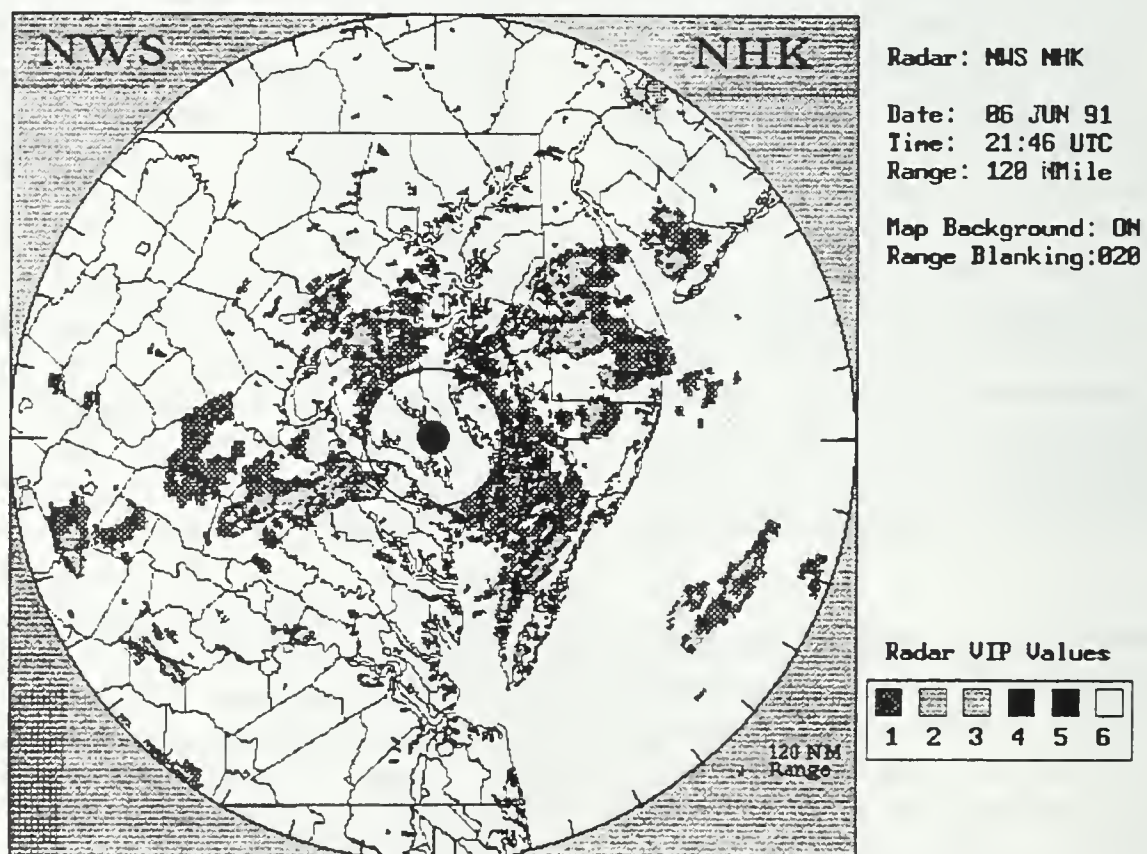 NWS
NHK
Radar: NWS NHK
Date: 06 JUN 91
Time: 21:46 UTC
Range: 120 NMile
Map Background: ON
Range Blanking:020
Radar VIP Values
1 2 3 4 5 6
120 NM
Range